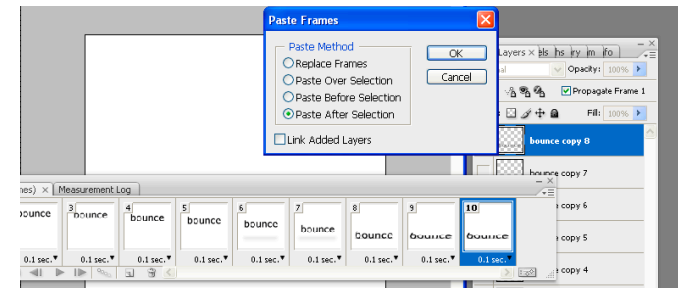 Paste Frames
Paste Method
Replace Frames
Paste Over Selection
Paste Before Selection
Paste After Selection
Link Added Layers
OK
Cancel
Layers ×
Opacity: 100%
Propagate Frame 1
Fill: 100%
bounce copy 8
bounce copy 7
copy 6
copy 5
copy 4
Measurement Log
3 4 5 6 7 8 9 10
bounce bounce bounce bounce bounce bounce bounce bounce
0.1 sec. 0.1 sec. 0.1 sec. 0.1 sec. 0.1 sec. 0.1 sec. 0.1 sec. 0.1 sec. 0.1 sec.